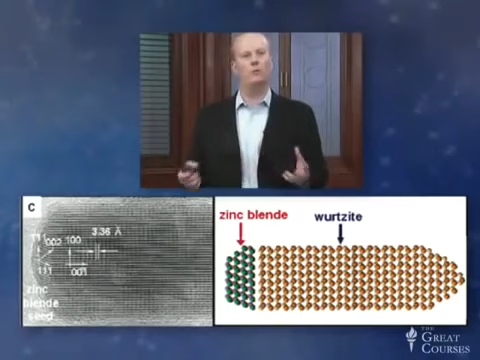 C
3.36 Å
111 002 100
111 001
zinc
blende
seed
zinc blende
wurtzite
THE
GREAT
COURSES